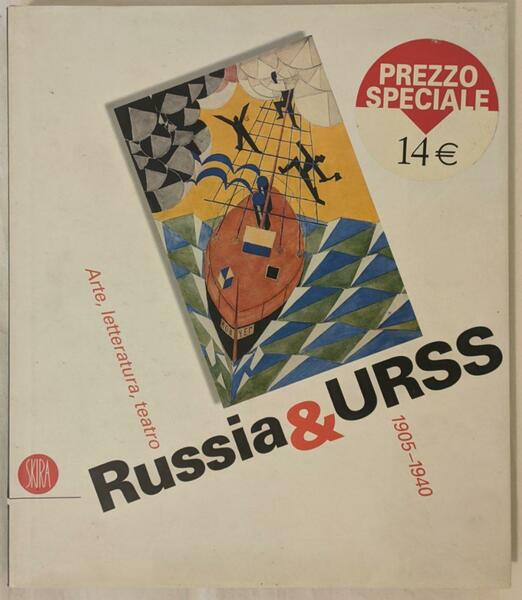 PREZZO
SPECIALE
14 €
Arte, letteratura, teatro
Russia&URSS
1905–1940
SKIRA